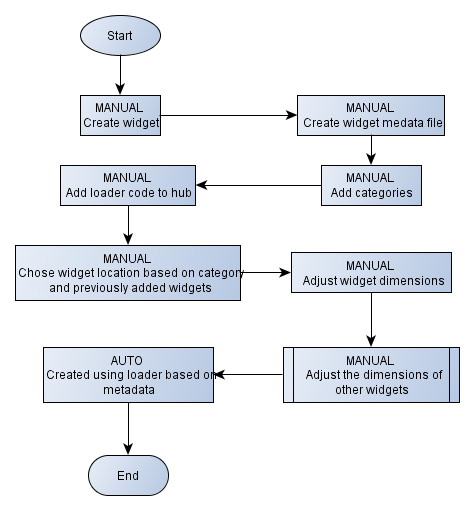 Start
MANUAL
Create widget
MANUAL
Create widget medata file
MANUAL
Add categories
MANUAL
Add loader code to hub
MANUAL
Chose widget location based on category
and previously added widgets
MANUAL
Adjust widget dimensions
MANUAL
Adjust the dimensions of
other widgets
AUTO
Created using loader based on
metadata
End